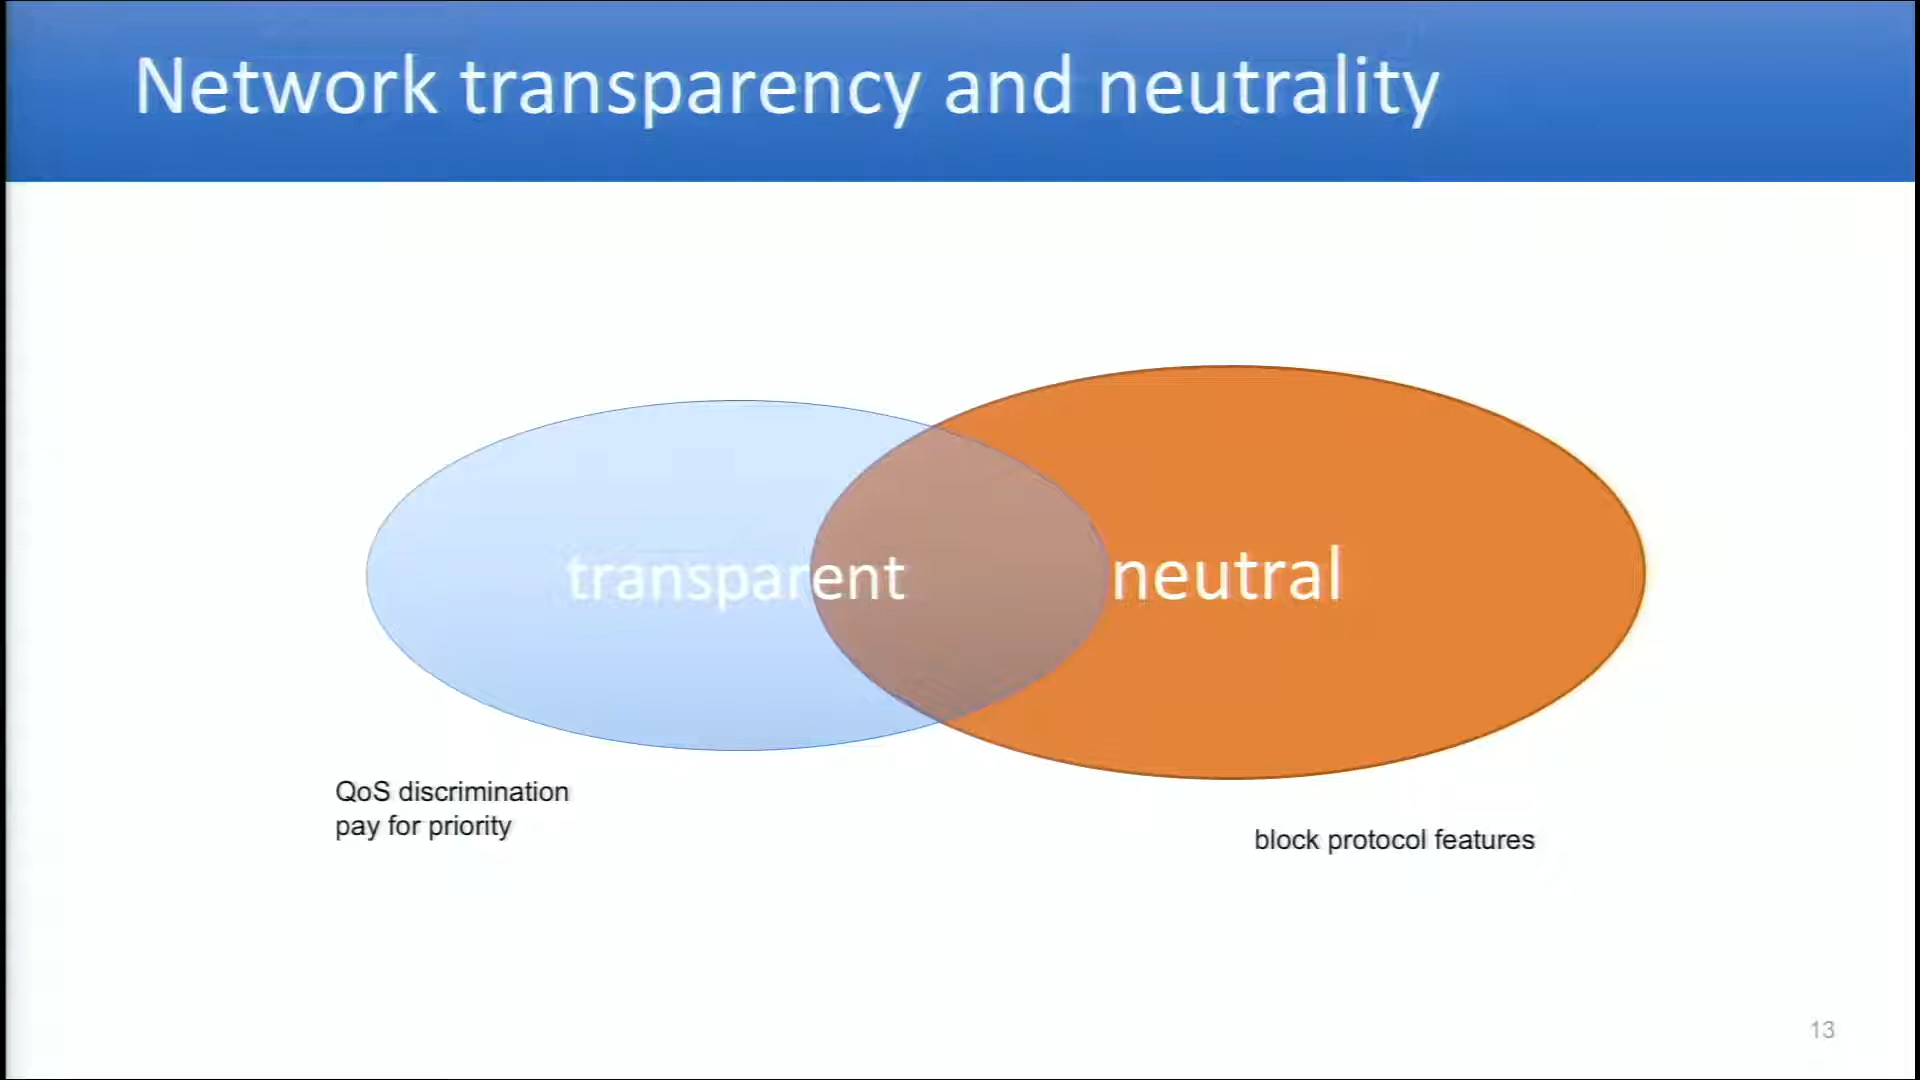 Network transparency and neutrality
transparent
neutral
QoS discrimination
pay for priority
block protocol features
13